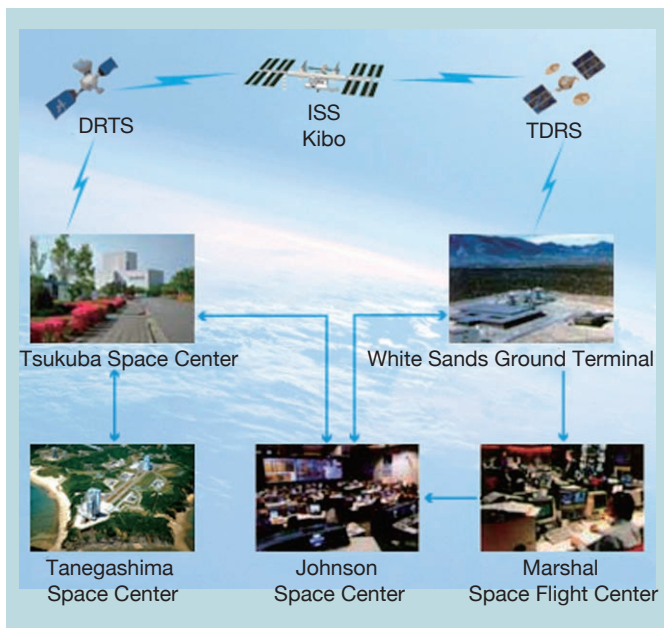 DRTS
ISS
Kibo
TDRS
Tsukuba Space Center
White Sands Ground Terminal
Tanegashima
Space Center
Johnson
Space Center
Marshal
Space Flight Center